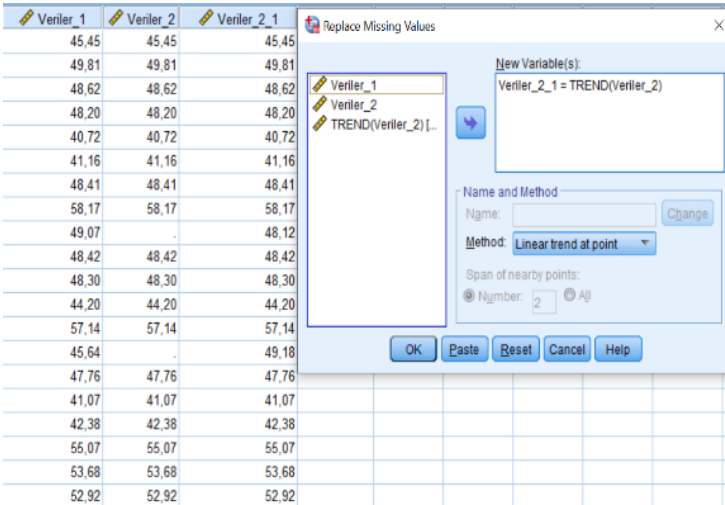 Veriler_1 Veriler_2 Veriler_2_1
45,45 45,45 45,45
49,81 49,81 49,81
48,62 48,62 48,62
48,20 48,20 48,20
40,72 40,72 40,72
41,16 41,16 41,16
48,41 48,41 48,41
58,17 58,17 58,17
49,07 . 48,12
48,42 48,42 48,42
48,30 48,30 48,30
44,20 44,20 44,20
57,14 57,14 57,14
45,64 . 49,18
47,76 47,76 47,76
41,07 41,07 41,07
42,38 42,38 42,38
55,07 55,07 55,07
53,68 53,68 53,68
52,92 52,92 52,92
Replace Missing Values
Veriler_1
Veriler_2
TREND(Veriler_2) [...
New Variable(s):
Veriler_2_1 = TREND(Veriler_2)
Name and Method
Name: Change
Method: Linear trend at point
Span of nearby points:
Number: 2 All
OK Paste Reset Cancel Help